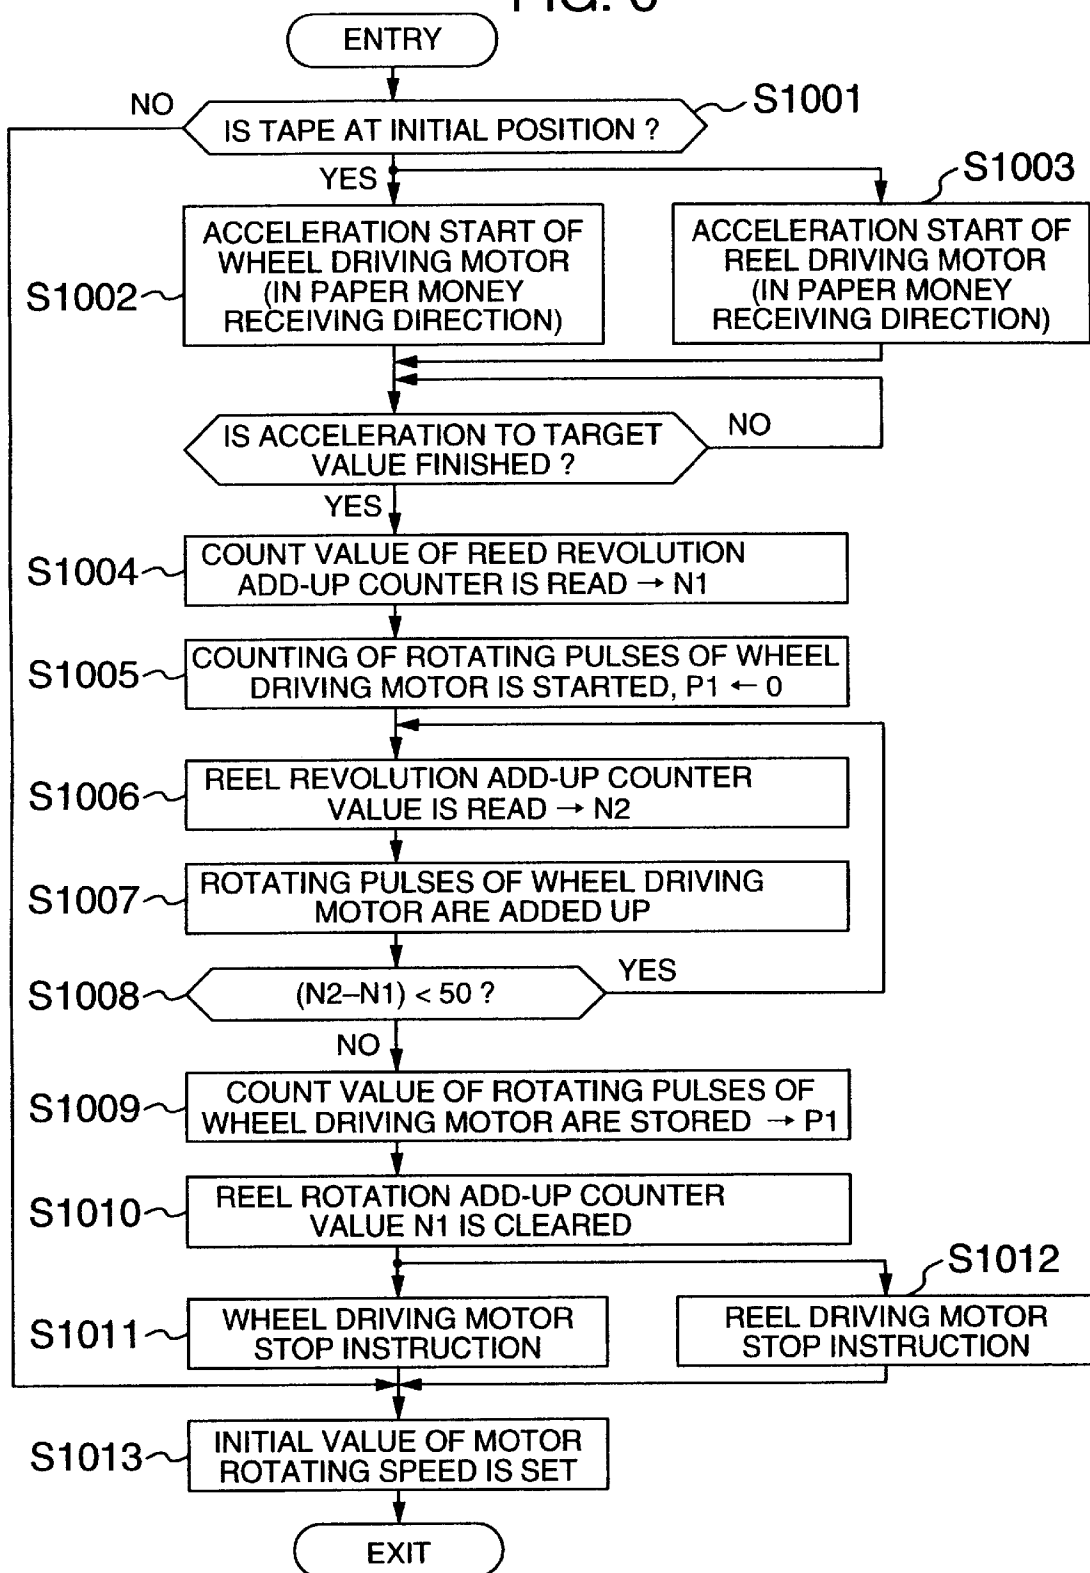 ENTRY
NO
S1001
IS TAPE AT INITIAL POSITION ?
YES
S1003
ACCELERATION START OF
WHEEL DRIVING MOTOR
(IN PAPER MONEY
RECEIVING DIRECTION)
S1002
ACCELERATION START OF
REEL DRIVING MOTOR
(IN PAPER MONEY
RECEIVING DIRECTION)
IS ACCELERATION TO TARGET
VALUE FINISHED ?
NO
YES
S1004
COUNT VALUE OF REED REVOLUTION
ADD-UP COUNTER IS READ → N1
S1005
COUNTING OF ROTATING PULSES OF WHEEL
DRIVING MOTOR IS STARTED, P1 ← 0
S1006
REEL REVOLUTION ADD-UP COUNTER
VALUE IS READ → N2
S1007
ROTATING PULSES OF WHEEL DRIVING
MOTOR ARE ADDED UP
S1008
(N2–N1) < 50 ?
YES
NO
S1009
COUNT VALUE OF ROTATING PULSES OF
WHEEL DRIVING MOTOR ARE STORED → P1
S1010
REEL ROTATION ADD-UP COUNTER
VALUE N1 IS CLEARED
S1012
S1011
WHEEL DRIVING MOTOR
STOP INSTRUCTION
REEL DRIVING MOTOR
STOP INSTRUCTION
S1013
INITIAL VALUE OF MOTOR
ROTATING SPEED IS SET
EXIT